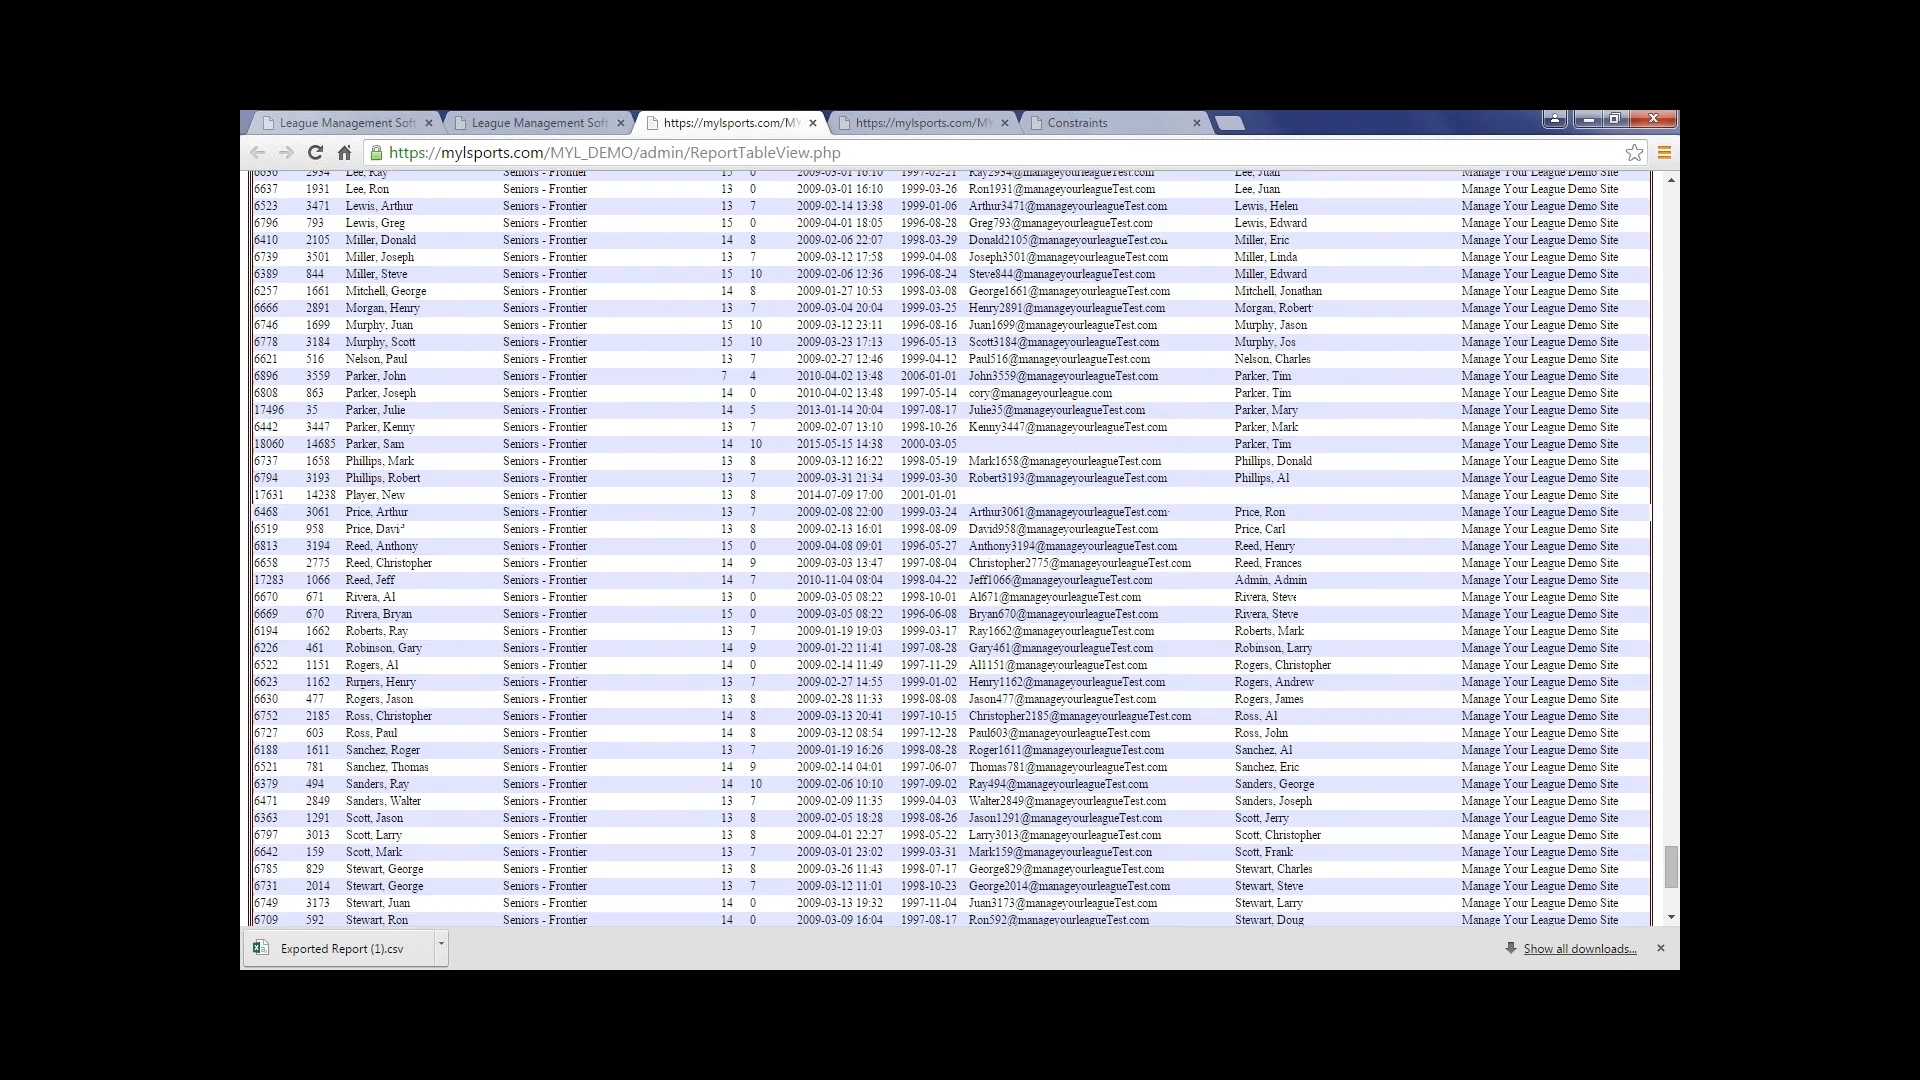 League Management Soft
League Management Soft
https://mylsports.com/MY
https://mylsports.com/M
Constraints
https://mylsports.com/MYL_DEMO/admin/ReportTableView.php
6636 2934 Lee, Ray Seniors - Frontier 15 0 2009-03-01 16:10 1997-02-21 Ray2934@manageyourleagueTest.com Lee, Juan Manage Your League Demo Site
6637 1931 Lee, Ron Seniors - Frontier 13 0 2009-03-01 16:10 1999-03-26 Ron1931@manageyourleagueTest.com Lee, Juan Manage Your League Demo Site
6523 3471 Lewis, Arthur Seniors - Frontier 13 7 2009-02-14 13:38 1999-01-06 Arthur3471@manageyourleagueTest.com Lewis, Helen Manage Your League Demo Site
6796 793 Lewis, Greg Seniors - Frontier 15 0 2009-04-01 18:05 1996-08-28 Greg793@manageyourleagueTest.com Lewis, Edward Manage Your League Demo Site
6410 2105 Miller, Donald Seniors - Frontier 14 8 2009-02-06 22:07 1998-03-29 Donald2105@manageyourleagueTest.com Miller, Eric Manage Your League Demo Site
6739 3501 Miller, Joseph Seniors - Frontier 13 7 2009-03-12 17:58 1999-04-08 Joseph3501@manageyourleagueTest.com Miller, Linda Manage Your League Demo Site
6389 844 Miller, Steve Seniors - Frontier 15 10 2009-02-06 12:36 1996-08-24 Steve844@manageyourleagueTest.com Miller, Edward Manage Your League Demo Site
6257 1661 Mitchell, George Seniors - Frontier 14 8 2009-01-27 10:53 1998-03-08 George1661@manageyourleagueTest.com Mitchell, Jonathan Manage Your League Demo Site
6666 2891 Morgan, Henry Seniors - Frontier 13 7 2009-03-04 20:04 1999-03-25 Henry2891@manageyourleagueTest.com Morgan, Robert Manage Your League Demo Site
6746 1699 Murphy, Juan Seniors - Frontier 15 10 2009-03-12 23:11 1996-08-16 Juan1699@manageyourleagueTest.com Murphy, Jason Manage Your League Demo Site
6778 3184 Murphy, Scott Seniors - Frontier 15 10 2009-03-23 17:13 1996-05-13 Scott3184@manageyourleagueTest.com Murphy, Jos Manage Your League Demo Site
6621 516 Nelson, Paul Seniors - Frontier 13 7 2009-02-27 12:46 1999-04-12 Paul516@manageyourleagueTest.com Nelson, Charles Manage Your League Demo Site
6896 3559 Parker, John Seniors - Frontier 7 4 2010-04-02 13:48 2006-01-01 John3559@manageyourleagueTest.com Parker, Tim Manage Your League Demo Site
6808 863 Parker, Joseph Seniors - Frontier 14 0 2010-04-02 13:48 1997-05-14 cory@manageyourleague.com Parker, Tim Manage Your League Demo Site
17496 35 Parker, Julie Seniors - Frontier 14 5 2013-01-14 20:04 1997-08-17 Julie35@manageyourleagueTest.com Parker, Mary Manage Your League Demo Site
6442 3447 Parker, Kenny Seniors - Frontier 13 7 2009-02-07 13:10 1998-10-26 Kenny3447@manageyourleagueTest.com Parker, Mark Manage Your League Demo Site
18060 14685 Parker, Sam Seniors - Frontier 14 10 2015-05-15 14:38 2000-03-05 Parker, Tim Manage Your League Demo Site
6737 1658 Phillips, Mark Seniors - Frontier 13 8 2009-03-12 16:22 1998-05-19 Mark1658@manageyourleagueTest.com Phillips, Donald Manage Your League Demo Site
6794 3193 Phillips, Robert Seniors - Frontier 13 7 2009-03-31 21:34 1999-03-30 Robert3193@manageyourleagueTest.com Phillips, Al Manage Your League Demo Site
17631 14238 Player, New Seniors - Frontier 13 8 2014-07-09 17:00 2001-01-01 Manage Your League Demo Site
6468 3061 Price, Arthur Seniors - Frontier 13 7 2009-02-08 22:00 1999-03-24 Arthur3061@manageyourleagueTest.com Price, Ron Manage Your League Demo Site
6519 958 Price, David Seniors - Frontier 13 8 2009-02-13 16:01 1998-08-09 David958@manageyourleagueTest.com Price, Carl Manage Your League Demo Site
6813 3194 Reed, Anthony Seniors - Frontier 15 0 2009-04-08 09:01 1996-05-27 Anthony3194@manageyourleagueTest.com Reed, Henry Manage Your League Demo Site
6658 2775 Reed, Christopher Seniors - Frontier 14 9 2009-03-03 13:47 1997-08-04 Christopher2775@manageyourleagueTest.com Reed, Frances Manage Your League Demo Site
17283 1066 Reed, Jeff Seniors - Frontier 14 7 2010-11-04 08:04 1998-04-22 Jeff1066@manageyourleagueTest.com Admin, Admin Manage Your League Demo Site
6670 671 Rivera, Al Seniors - Frontier 13 0 2009-03-05 08:22 1998-10-01 Al671@manageyourleagueTest.com Rivera, Steve Manage Your League Demo Site
6669 670 Rivera, Bryan Seniors - Frontier 15 0 2009-03-05 08:22 1996-06-08 Bryan670@manageyourleagueTest.com Rivera, Steve Manage Your League Demo Site
6194 1662 Roberts, Ray Seniors - Frontier 13 7 2009-01-19 19:03 1999-03-17 Ray1662@manageyourleagueTest.com Roberts, Mark Manage Your League Demo Site
6226 461 Robinson, Gary Seniors - Frontier 14 9 2009-01-22 11:41 1997-08-28 Gary461@manageyourleagueTest.com Robinson, Larry Manage Your League Demo Site
6522 1151 Rogers, Al Seniors - Frontier 14 0 2009-02-14 11:49 1997-11-29 Al1151@manageyourleagueTest.com Rogers, Christopher Manage Your League Demo Site
6623 1162 Henry Seniors - Frontier 13 7 2009-02-27 14:55 1999-01-02 Henry1162@manageyourleagueTest.com Rogers, Andrew Manage Your League Demo Site
6630 477 Rogers, Jason Seniors - Frontier 13 8 2009-02-28 11:33 1998-08-08 Jason477@manageyourleagueTest.com Rogers, James Manage Your League Demo Site
6752 2185 Ross, Christopher Seniors - Frontier 14 8 2009-03-13 20:41 1997-10-15 Christopher2185@manageyourleagueTest.com Ross, Al Manage Your League Demo Site
6727 603 Ross, Paul Seniors - Frontier 14 8 2009-03-12 08:54 1997-12-28 Paul603@manageyourleagueTest.com Ross, John Manage Your League Demo Site
6188 1611 Sanchez, Roger Seniors - Frontier 13 7 2009-01-19 16:26 1998-08-28 Roger1611@manageyourleagueTest.com Sanchez, Al Manage Your League Demo Site
6521 781 Sanchez, Thomas Seniors - Frontier 14 9 2009-02-14 04:01 1997-06-07 Thomas781@manageyourleagueTest.com Sanchez, Eric Manage Your League Demo Site
6379 494 Sanders, Ray Seniors - Frontier 14 10 2009-02-06 10:10 1997-09-02 Ray494@manageyourleagueTest.com Sanders, George Manage Your League Demo Site
6471 2849 Sanders, Walter Seniors - Frontier 13 7 2009-02-09 11:35 1999-04-03 Walter2849@manageyourleagueTest.com Sanders, Joseph Manage Your League Demo Site
6363 1291 Scott, Jason Seniors - Frontier 13 8 2009-02-05 18:28 1998-08-26 Jason1291@manageyourleagueTest.com Scott, Jerry Manage Your League Demo Site
6797 3013 Scott, Larry Seniors - Frontier 13 8 2009-04-01 22:27 1998-05-22 Larry3013@manageyourleagueTest.com Scott, Christopher Manage Your League Demo Site
6642 159 Scott, Mark Seniors - Frontier 13 7 2009-03-01 23:02 1999-03-31 Mark159@manageyourleagueTest.com Scott, Frank Manage Your League Demo Site
6785 829 Stewart, George Seniors - Frontier 13 8 2009-03-26 11:43 1998-07-17 George829@manageyourleagueTest.com Stewart, Charles Manage Your League Demo Site
6731 2014 Stewart, George Seniors - Frontier 13 7 2009-03-12 11:01 1998-10-23 George2014@manageyourleagueTest.com Stewart, Steve Manage Your League Demo Site
6749 3173 Stewart, Juan Seniors - Frontier 14 0 2009-03-13 19:32 1997-11-04 Juan3173@manageyourleagueTest.com Stewart, Larry Manage Your League Demo Site
6709 592 Stewart, Ron Seniors - Frontier 14 0 2009-03-09 16:04 1997-08-17 Ron592@manageyourleagueTest.com Stewart, Doug Manage Your League Demo Site
Exported Report (1).csv
Show all downloads...